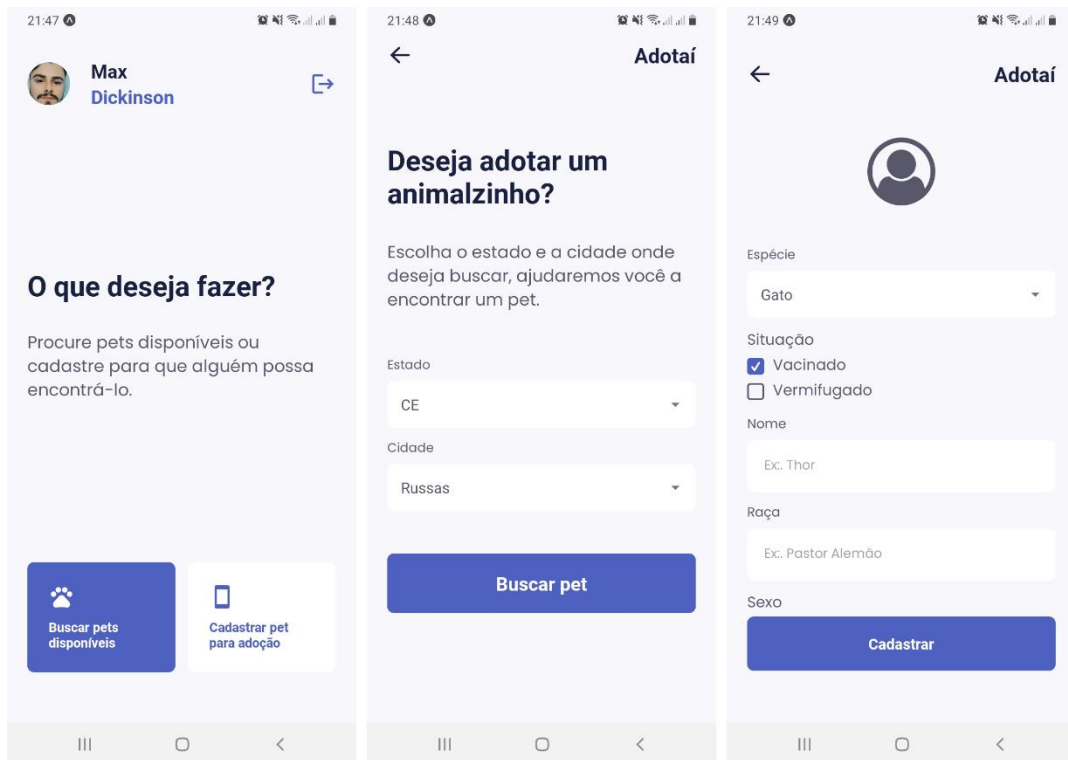 21:47
Max
Dickinson
O que deseja fazer?
Procure pets disponíveis ou
cadastre para que alguém possa
encontrá-lo.
Buscar pets
disponíveis
Cadastrar pet
para adoção
21:48
Adotaí
Deseja adotar um
animalzinho?
Escolha o estado e a cidade onde
deseja buscar, ajudaremos você a
encontrar um pet.
Estado
CE
Cidade
Russas
Buscar pet
21:49
Adotaí
Espécie
Gato
Situação
Vacinado
Vermifugado
Nome
Ex:. Thor
Raça
Ex:. Pastor Alemão
Sexo
Cadastrar